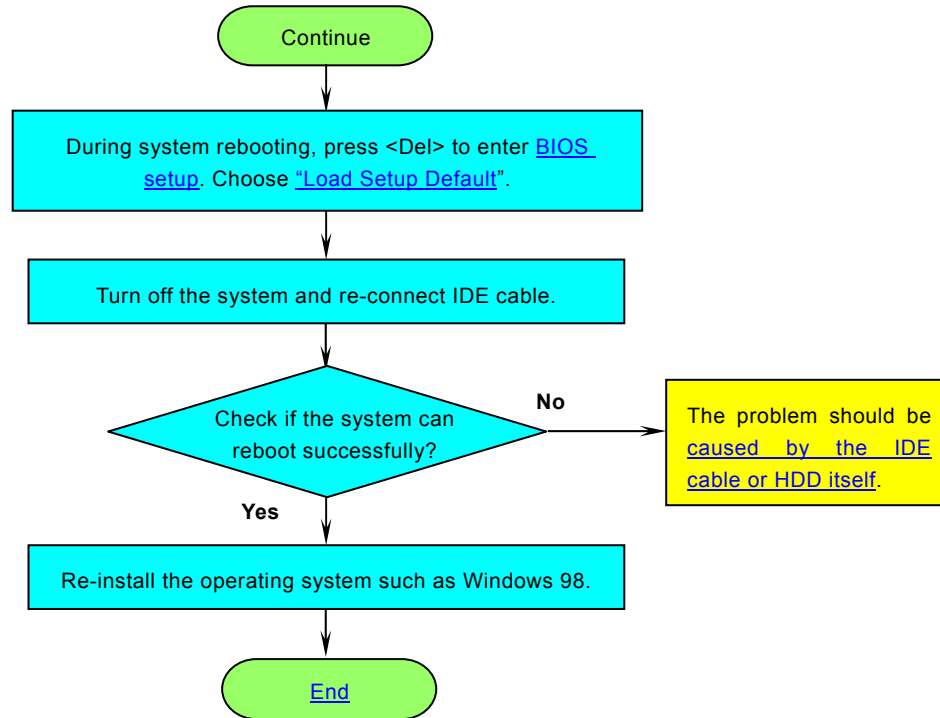 Continue
During system rebooting, press <Del> to enter BIOS
setup. Choose “Load Setup Default”.
Turn off the system and re-connect IDE cable.
Check if the system can
reboot successfully?
No
The problem should be
caused by the IDE
cable or HDD itself.
Yes
Re-install the operating system such as Windows 98.
End